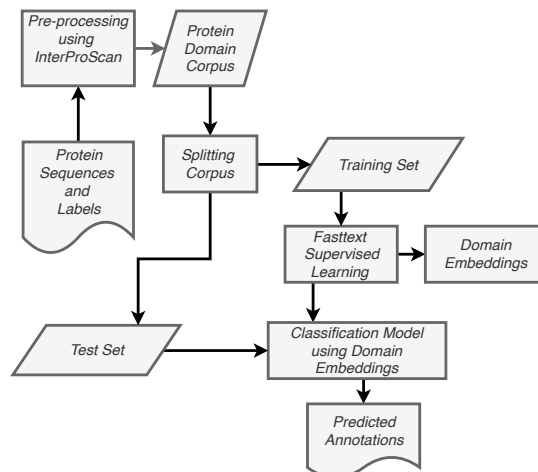 Pre-processing
using
InterProScan
Protein
Domain
Corpus
Protein
Sequences
and
Labels
Splitting
Corpus
Training Set
Fasttext
Supervised
Learning
Domain
Embeddings
Test Set
Classification Model
using Domain
Embeddings
Predicted
Annotations